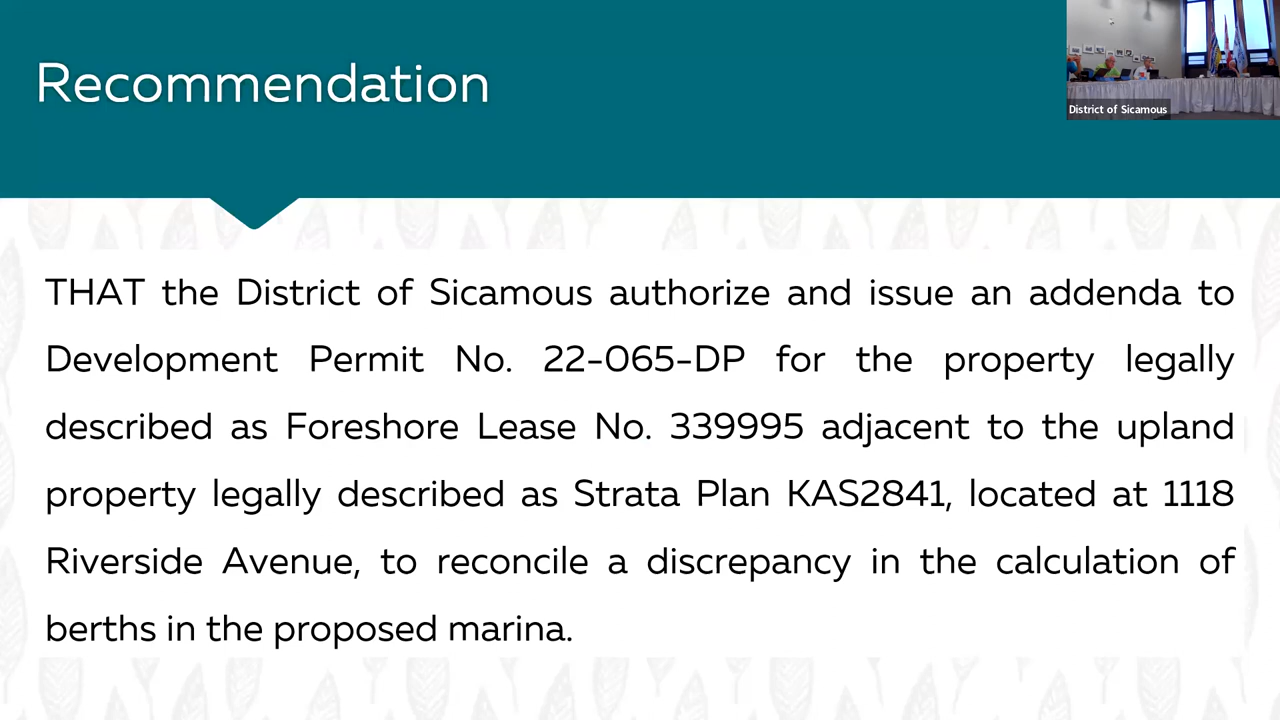 Recommendation
District of Sicamous
THAT the District of Sicamous authorize and issue an addenda to
Development Permit No. 22-065-DP for the property legally
described as Foreshore Lease No. 339995 adjacent to the upland
property legally described as Strata Plan KAS2841, located at 1118
Riverside Avenue, to reconcile a discrepancy in the calculation of
berths in the proposed marina.